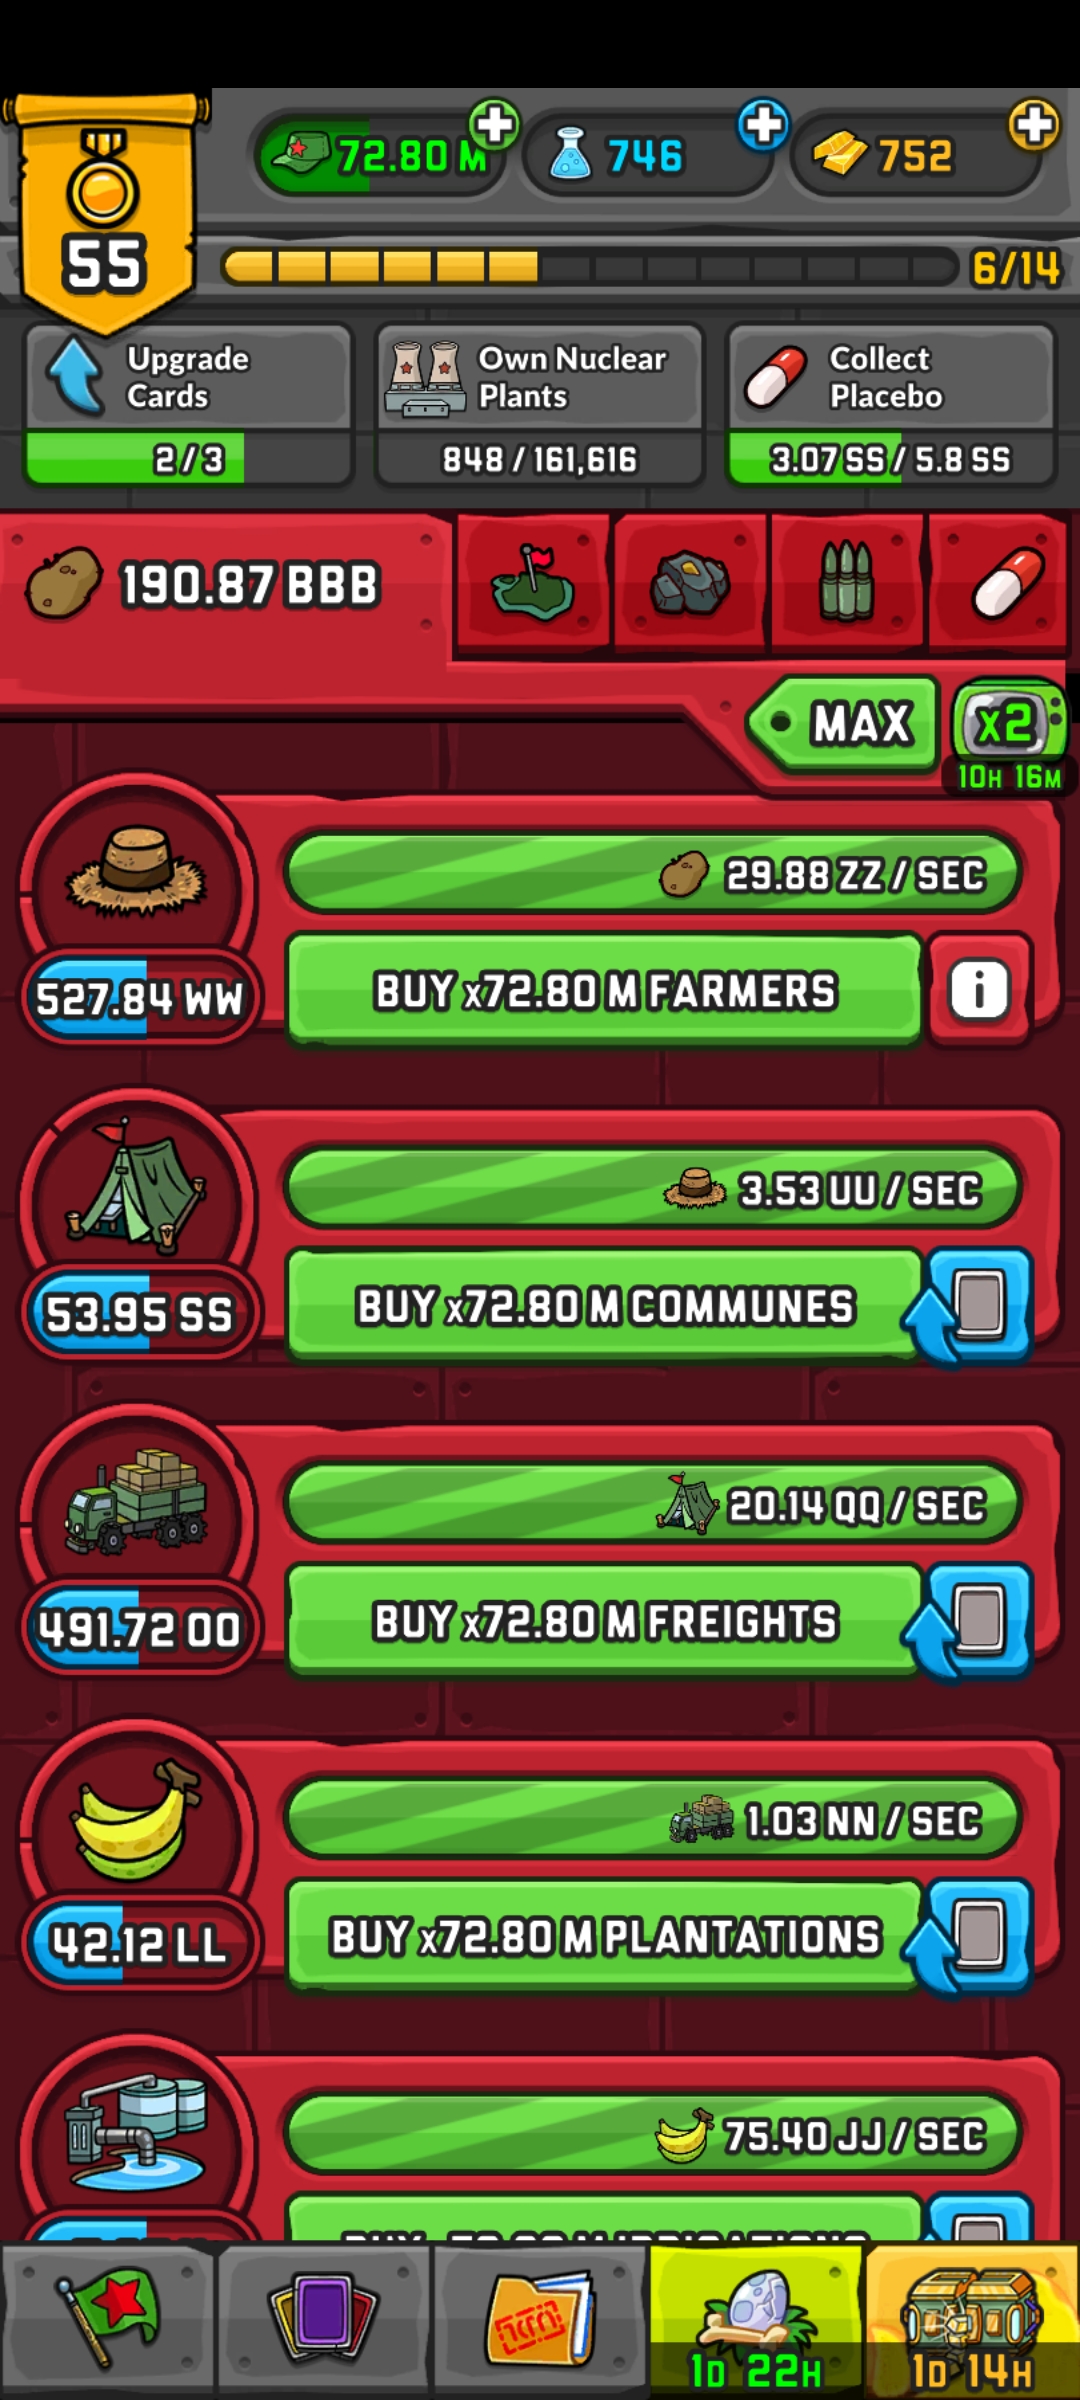 72.80 M
746
752
55
6/14
Upgrade
Cards
2/3
Own Nuclear
Plants
848/161,616
Collect
Placebo
3.07 SS/5.8 SS
190.87 BBB
MAX
x2
10H 16M
29.88 ZZ/SEC
527.84 WW
BUY x72.80 M FARMERS
i
3.53 UU/SEC
53.95 SS
BUY x72.80 M COMMUNES
20.14 QQ/SEC
491.72 OO
BUY x72.80 M FREIGHTS
1.03 NN/SEC
42.12 LL
BUY x72.80 M PLANTATIONS
75.40 JJ/SEC
1D 22H
1D 14H